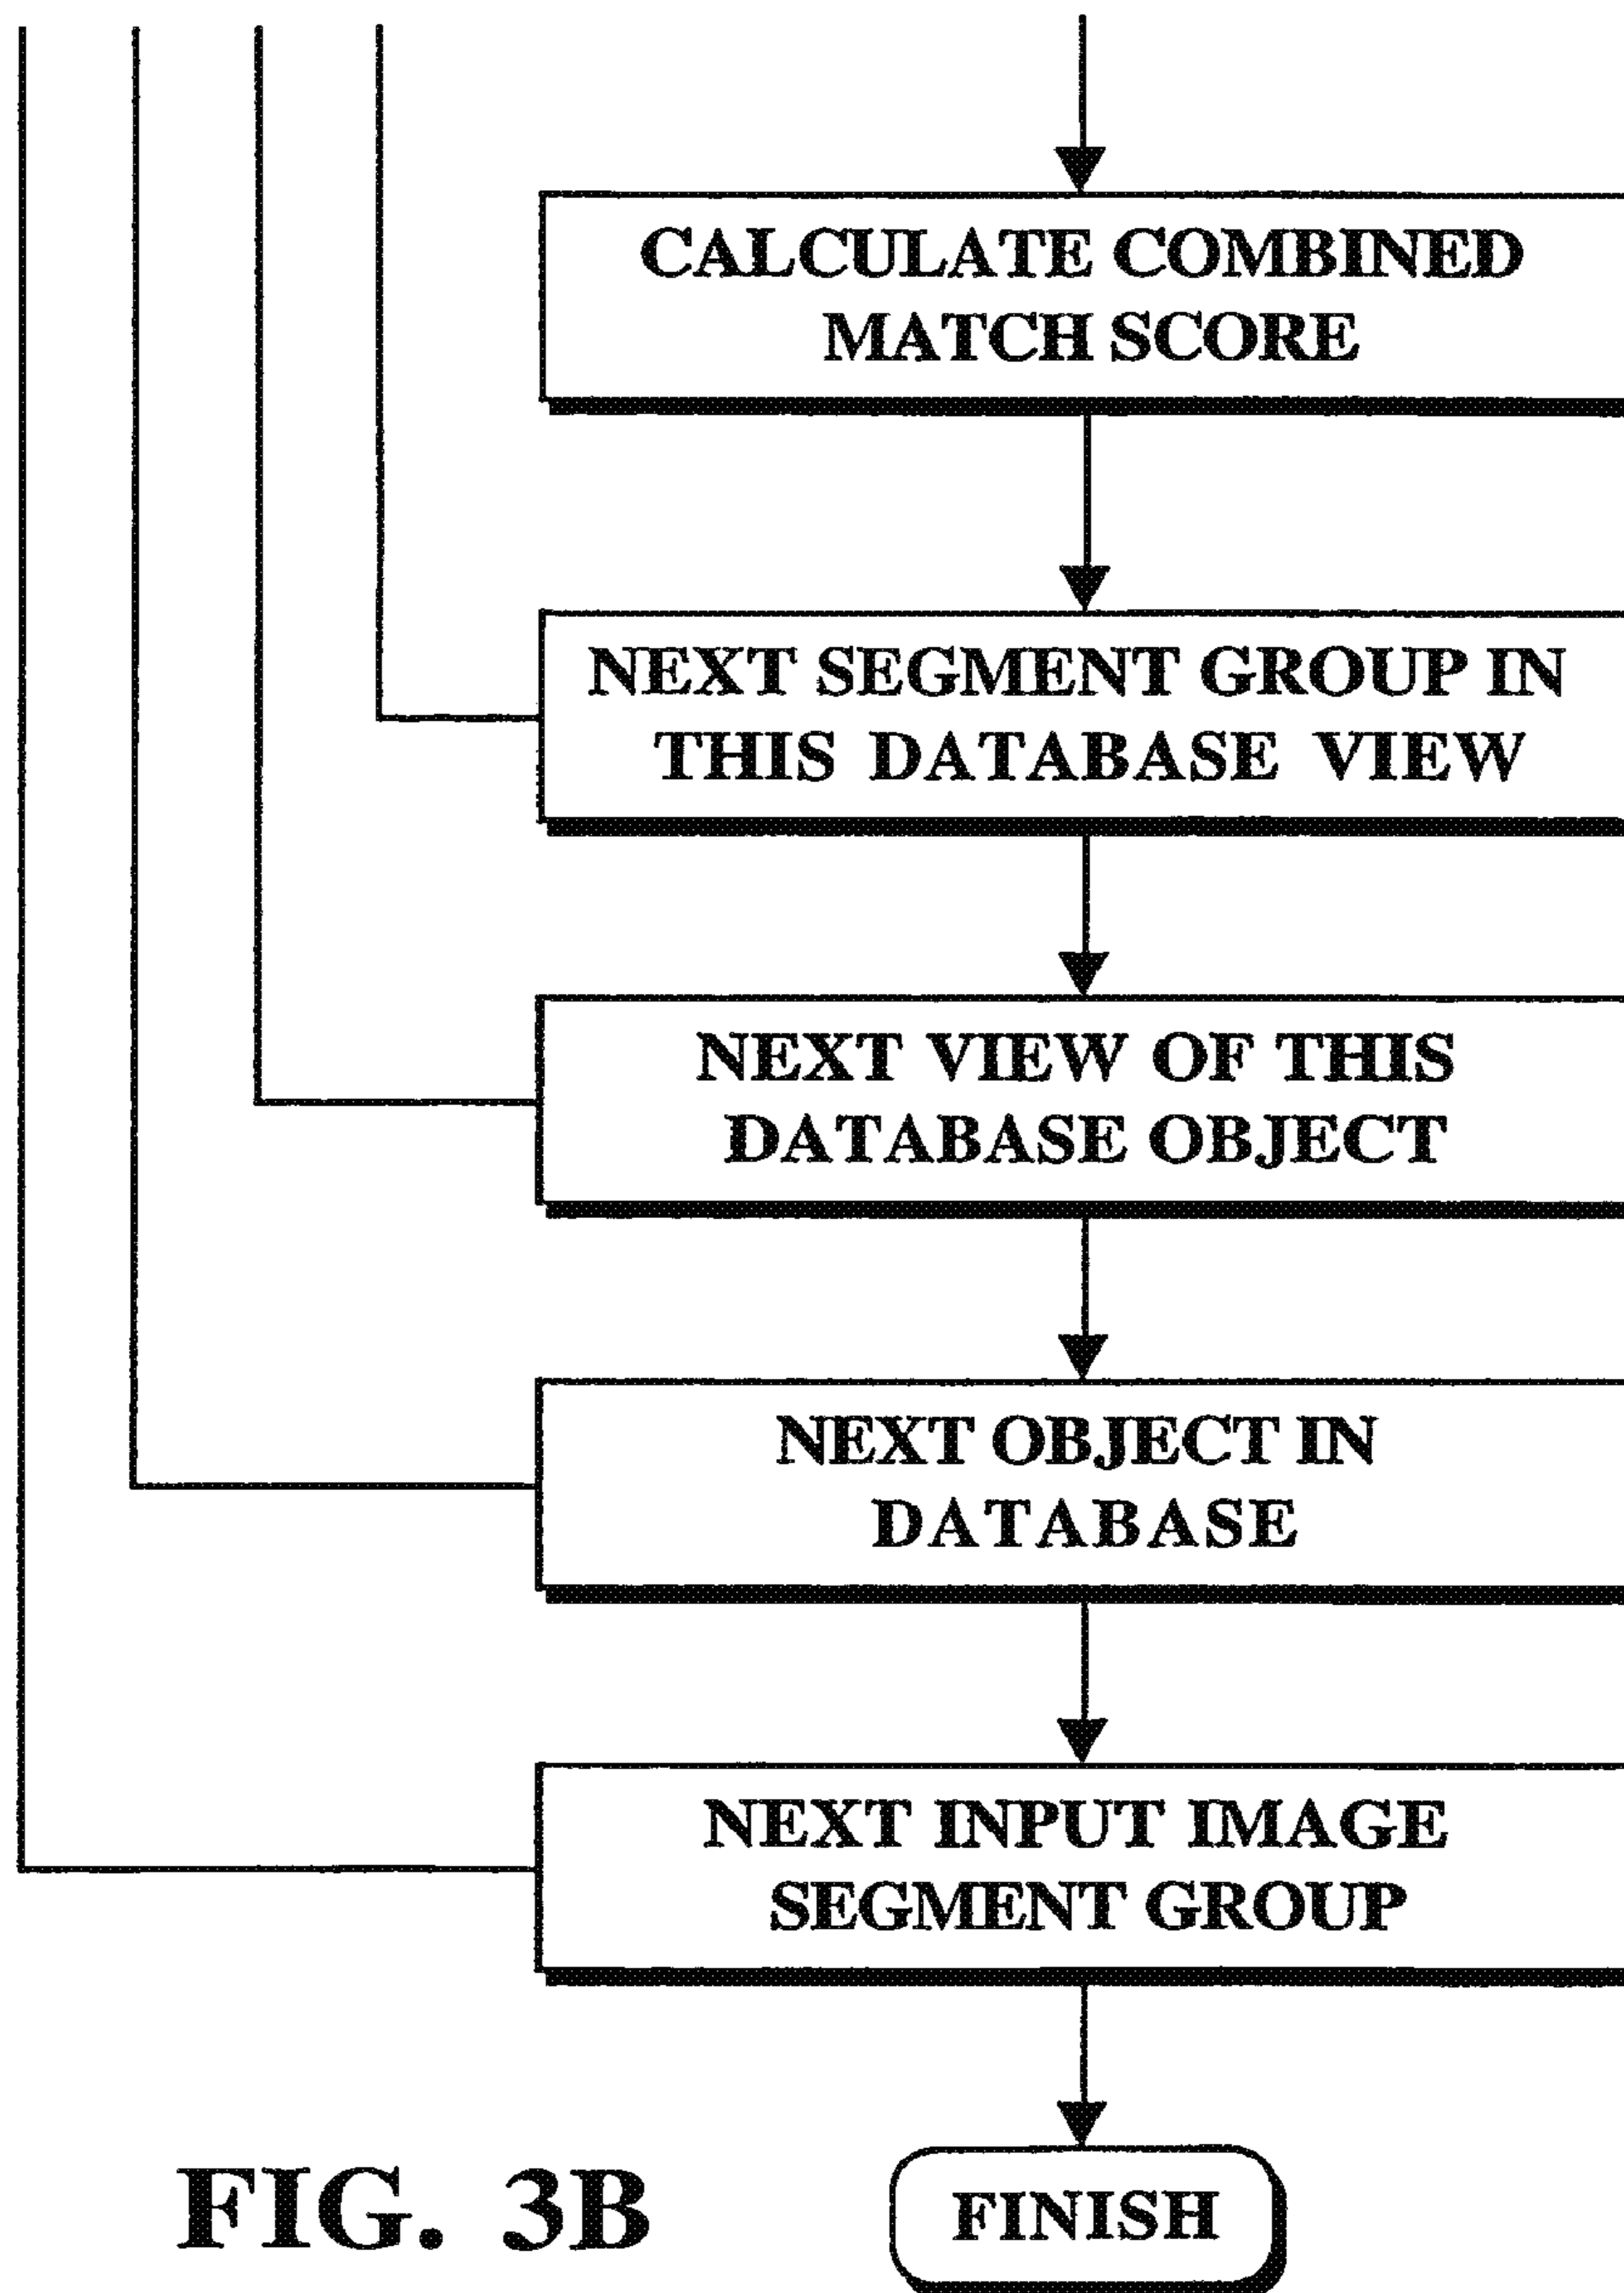 CALCULATE COMBINED
MATCH SCORE
NEXT SEGMENT GROUP IN
THIS DATABASE VIEW
NEXT VIEW OF THIS
DATABASE OBJECT
NEXT OBJECT IN
DATABASE
NEXT INPUT IMAGE
SEGMENT GROUP
FINISH
FIG. 3B